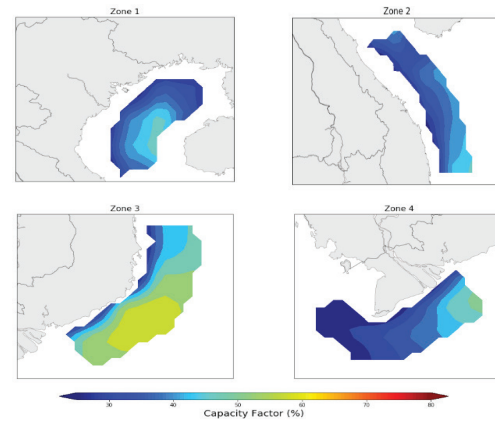 Zone 1
Zone 2
Zone 3
Zone 4
30 40 50 60 70 80
Capacity Factor (%)